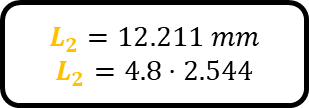 L₂ = 12.211 mm
L₂ = 4.8 · 2.544